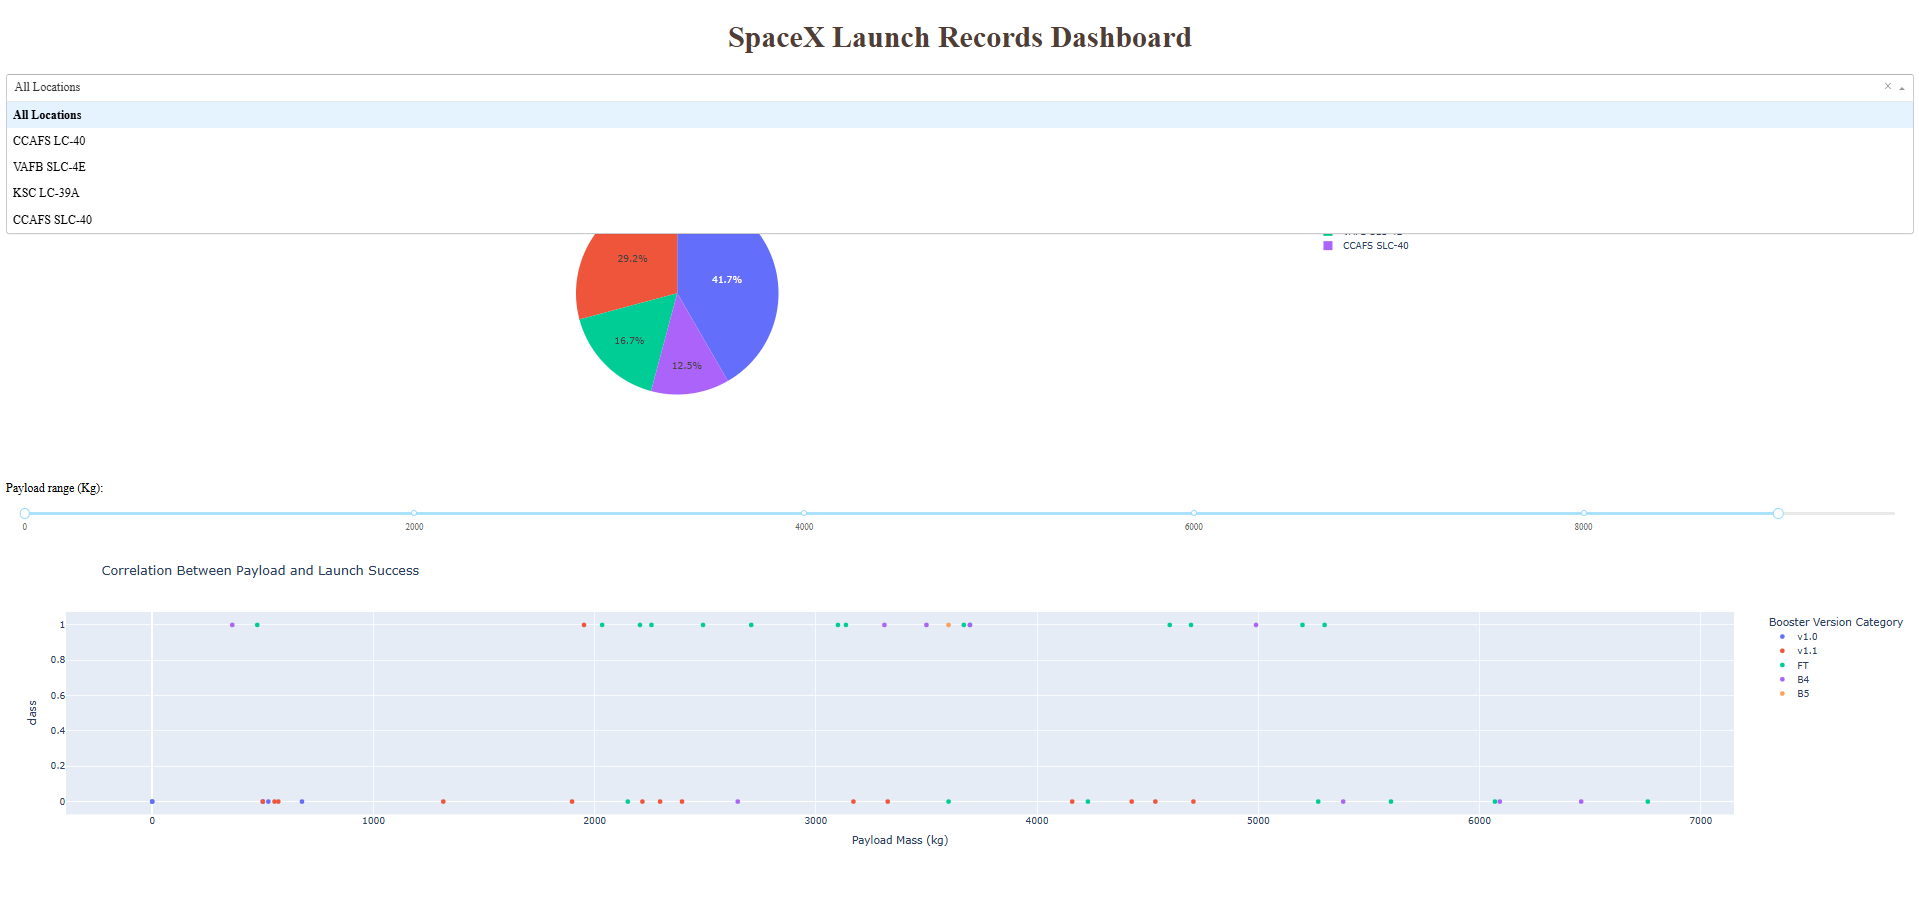 SpaceX Launch Records Dashboard
All Locations
All Locations
CCAFS LC-40
VAFB SLC-4E
KSC LC-39A
CCAFS SLC-40
CCAFS SLC-40
29.2%
41.7%
16.7%
12.5%
Payload range (Kg):
0 2000 4000 6000 8000
Correlation Between Payload and Launch Success
Booster Version Category
v1.0
v1.1
FT
B4
B5
class
1
0.8
0.6
0.4
0.2
0
0 1000 2000 3000 4000 5000 6000 7000
Payload Mass (kg)